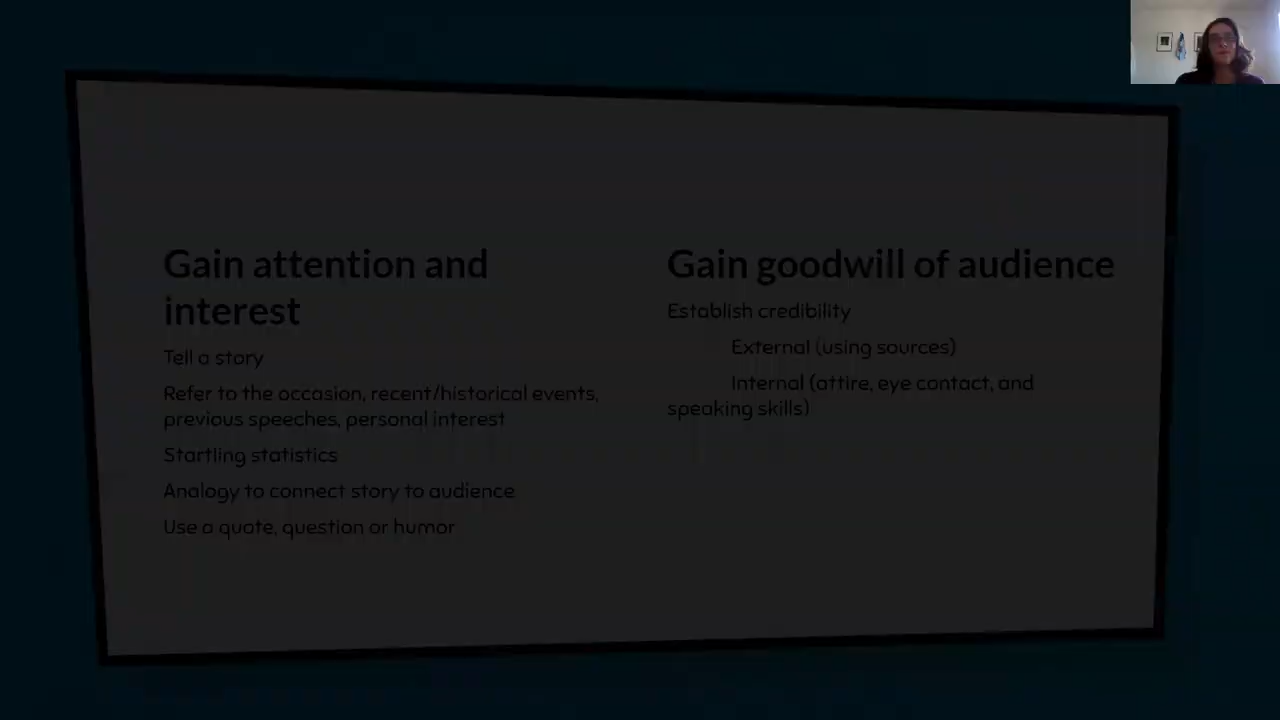 Gain attention and
interest
Tell a story
Refer to the occasion, recent/historical events,
previous speeches, personal interest
Startling statistics
Analogy to connect story to audience
Use a quote, question or humor
Gain goodwill of audience
Establish credibility
External (using sources)
Internal (attire, eye contact, and
speaking skills)